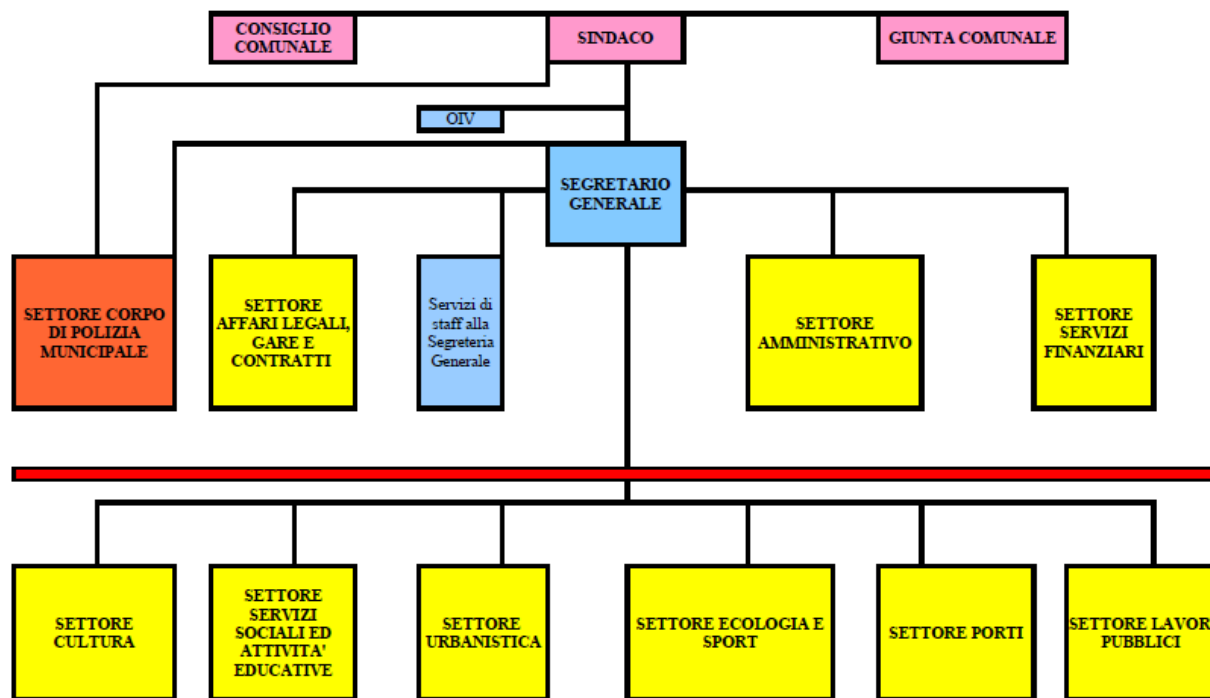 CONSIGLIO
COMUNALE
SINDACO
GIUNTA COMUNALE
OIV
SEGRETARIO
GENERALE
SETTORE CORPO
DI POLIZIA
MUNICIPALE
SETTORE
AFFARI LEGALI,
GARE E
CONTRATTI
Servizi di
staff alla
Segreteria
Generale
SETTORE
AMMINISTRATIVO
SETTORE
SERVIZI
FINANZIARI
SETTORE
CULTURA
SETTORE
SERVIZI
SOCIALI ED
ATTIVITA'
EDUCATIVE
SETTORE
URBANISTICA
SETTORE ECOLOGIA E
SPORT
SETTORE PORTI
SETTORE LAVORI
PUBBLICI